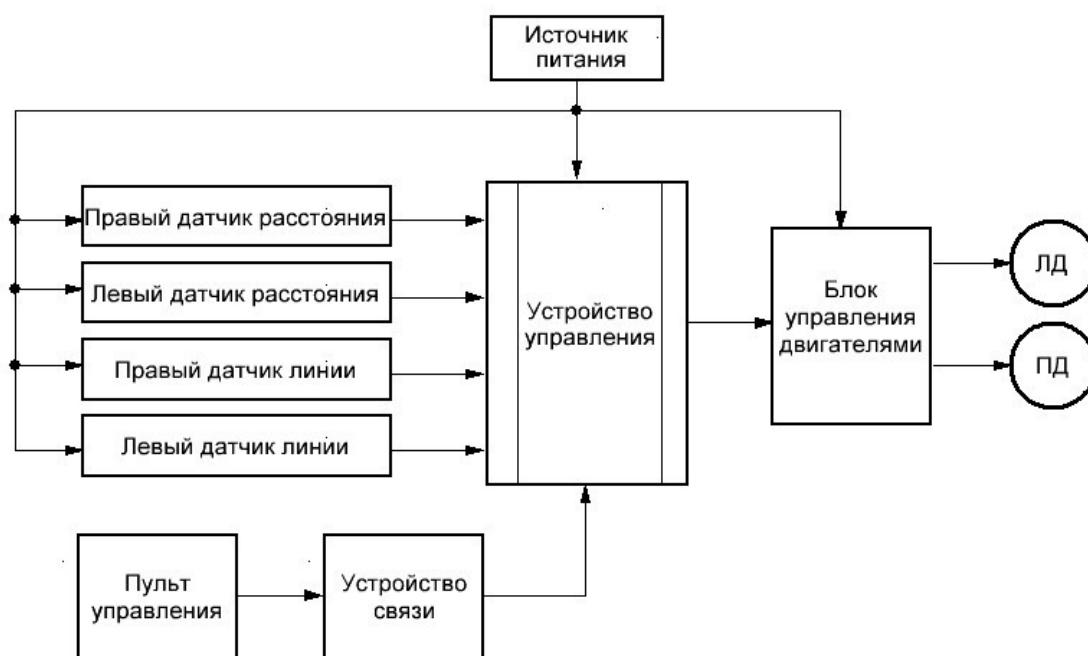 Источник
питания
Правый датчик расстояния
Левый датчик расстояния
Правый датчик линии
Левый датчик линии
Устройство
управления
Блок
управления
двигателями
ЛД
ПД
Пульт
управления
Устройство
связи